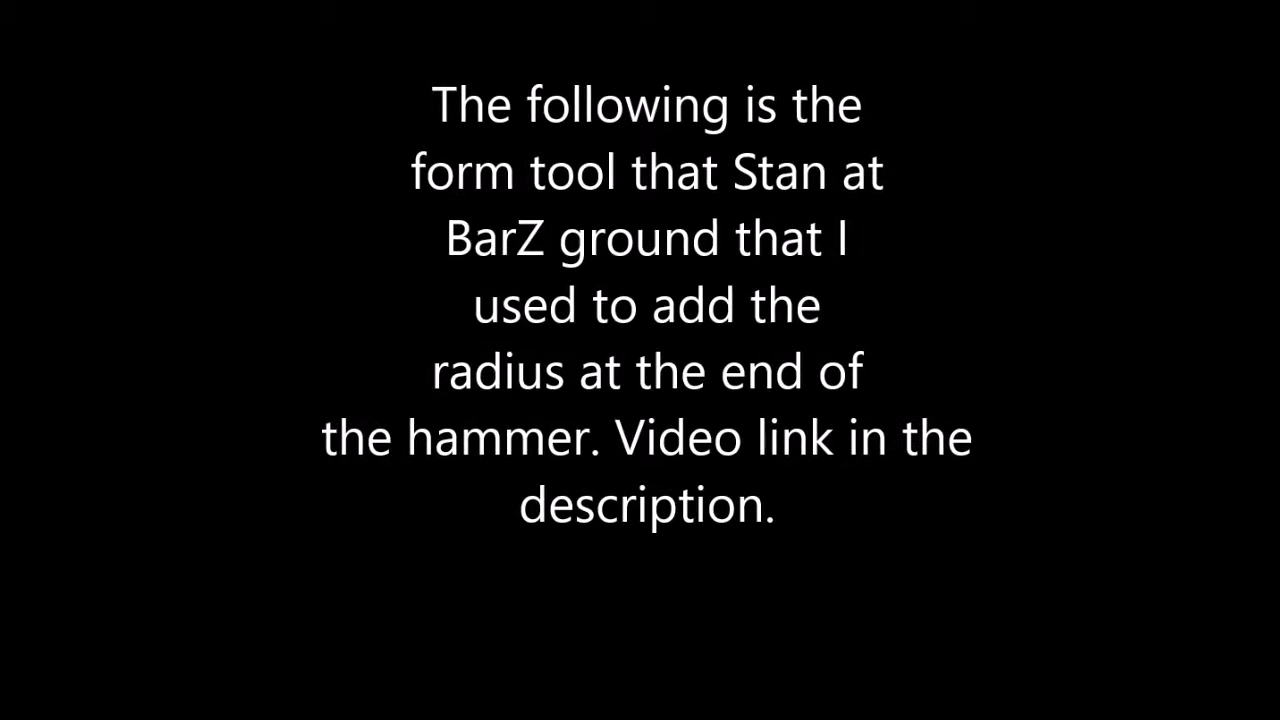 The following is the
form tool that Stan at
BarZ ground that I
used to add the
radius at the end of
the hammer. Video link in the
description.